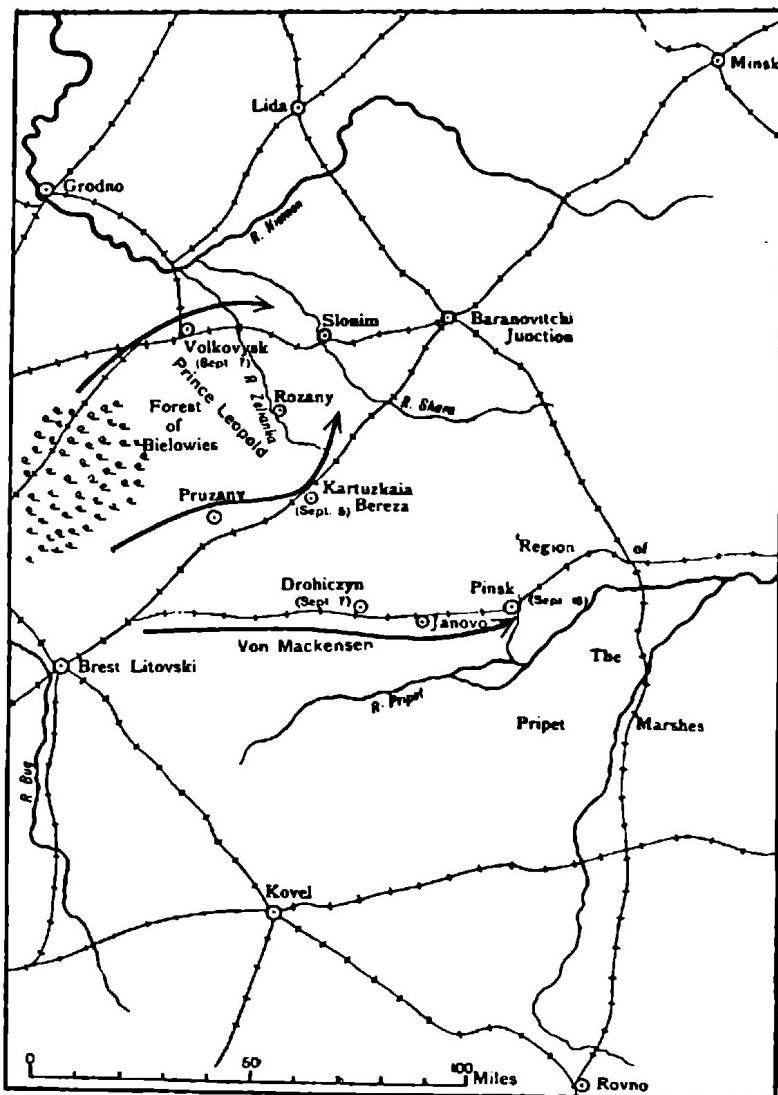 Minsk
Lida
Grodno
R. Niemen
Slonim
Baranovitchi
Junction
Volkovysk
(Sept. 7)
Prince Leopold
R. Zelianka
Rozany
R. Shara
Forest
of
Bielowies
Pruzany
Kartuzkaia
(Sept. 8) Bereza
Region of
Drohiczyn
(Sept. 7)
Pinsk
(Sept. 16)
Janovo
Von Mackensen
The
Brest Litovski
R. Pripet
Pripet Marshes
R. Bug
Kovel
0 50 100 Miles
Rovno